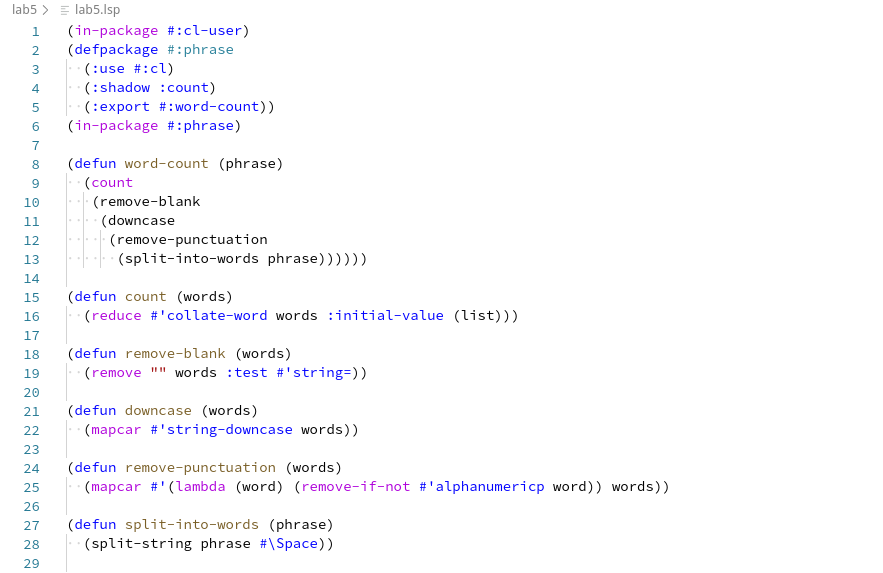 lab5 > lab5.lsp
1 (in-package #:cl-user)
2 (defpackage #:phrase
3   (:use #:cl)
4   (:shadow :count)
5   (:export #:word-count))
6 (in-package #:phrase)
7
8 (defun word-count (phrase)
9   (count
10    (remove-blank
11     (downcase
12      (remove-punctuation
13       (split-into-words phrase))))))
14
15 (defun count (words)
16   (reduce #'collate-word words :initial-value (list)))
17
18 (defun remove-blank (words)
19   (remove "" words :test #'string=))
20
21 (defun downcase (words)
22   (mapcar #'string-downcase words))
23
24 (defun remove-punctuation (words)
25   (mapcar #'(lambda (word) (remove-if-not #'alphanumericp word)) words))
26
27 (defun split-into-words (phrase)
28   (split-string phrase #\Space))
29